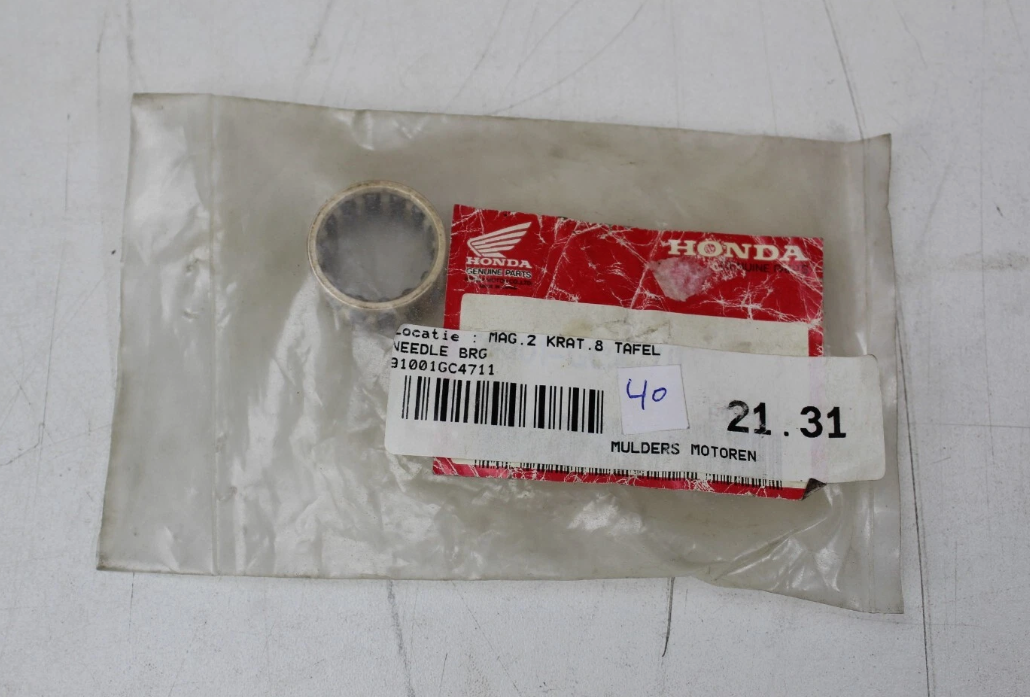 HONDA
GENUINE PARTS
HONDA
Locatie : MAG.2 KRAT.8 TAFEL
NEEDLE BRG
91001GC4711
40
21.31
MULDERS MOTOREN